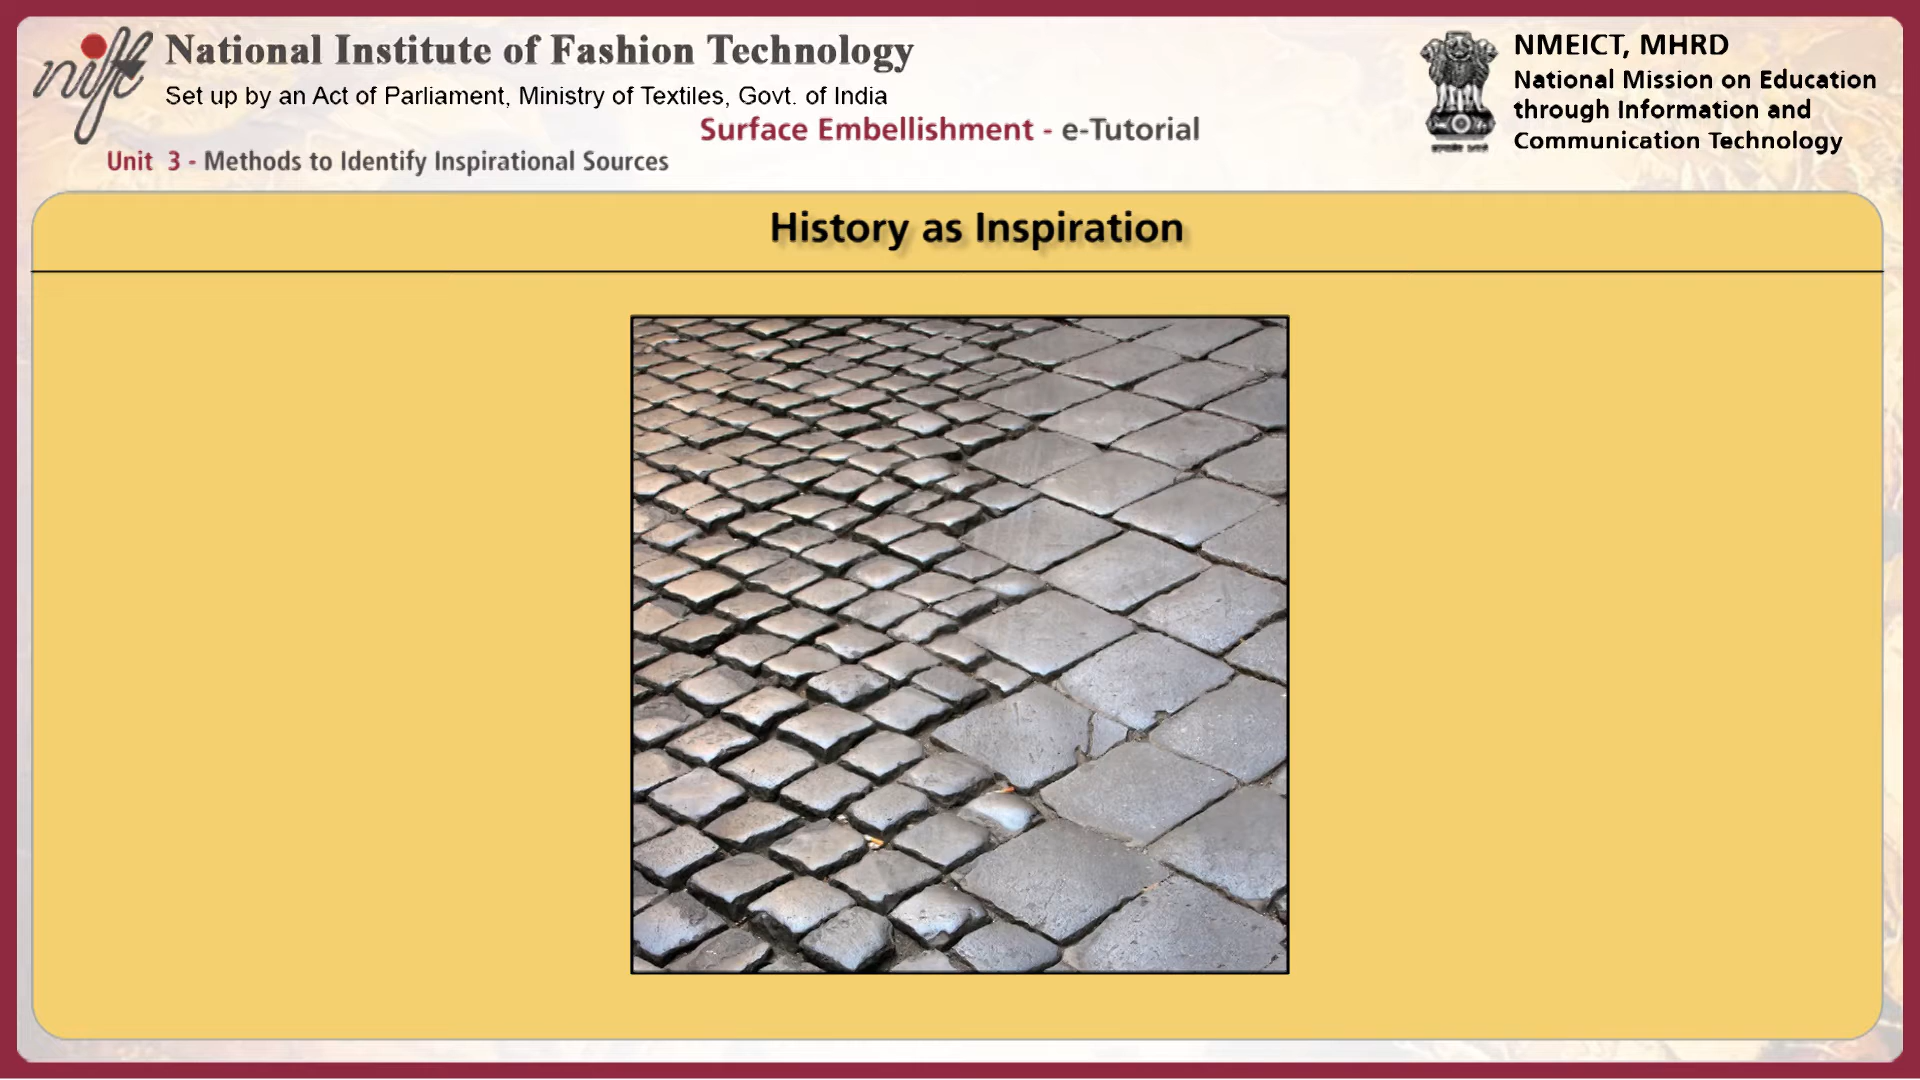 nift
National Institute of Fashion Technology
Set up by an Act of Parliament, Ministry of Textiles, Govt. of India
Surface Embellishment - e-Tutorial
Unit 3 - Methods to Identify Inspirational Sources
NMEICT, MHRD
National Mission on Education
through Information and
Communication Technology
History as Inspiration